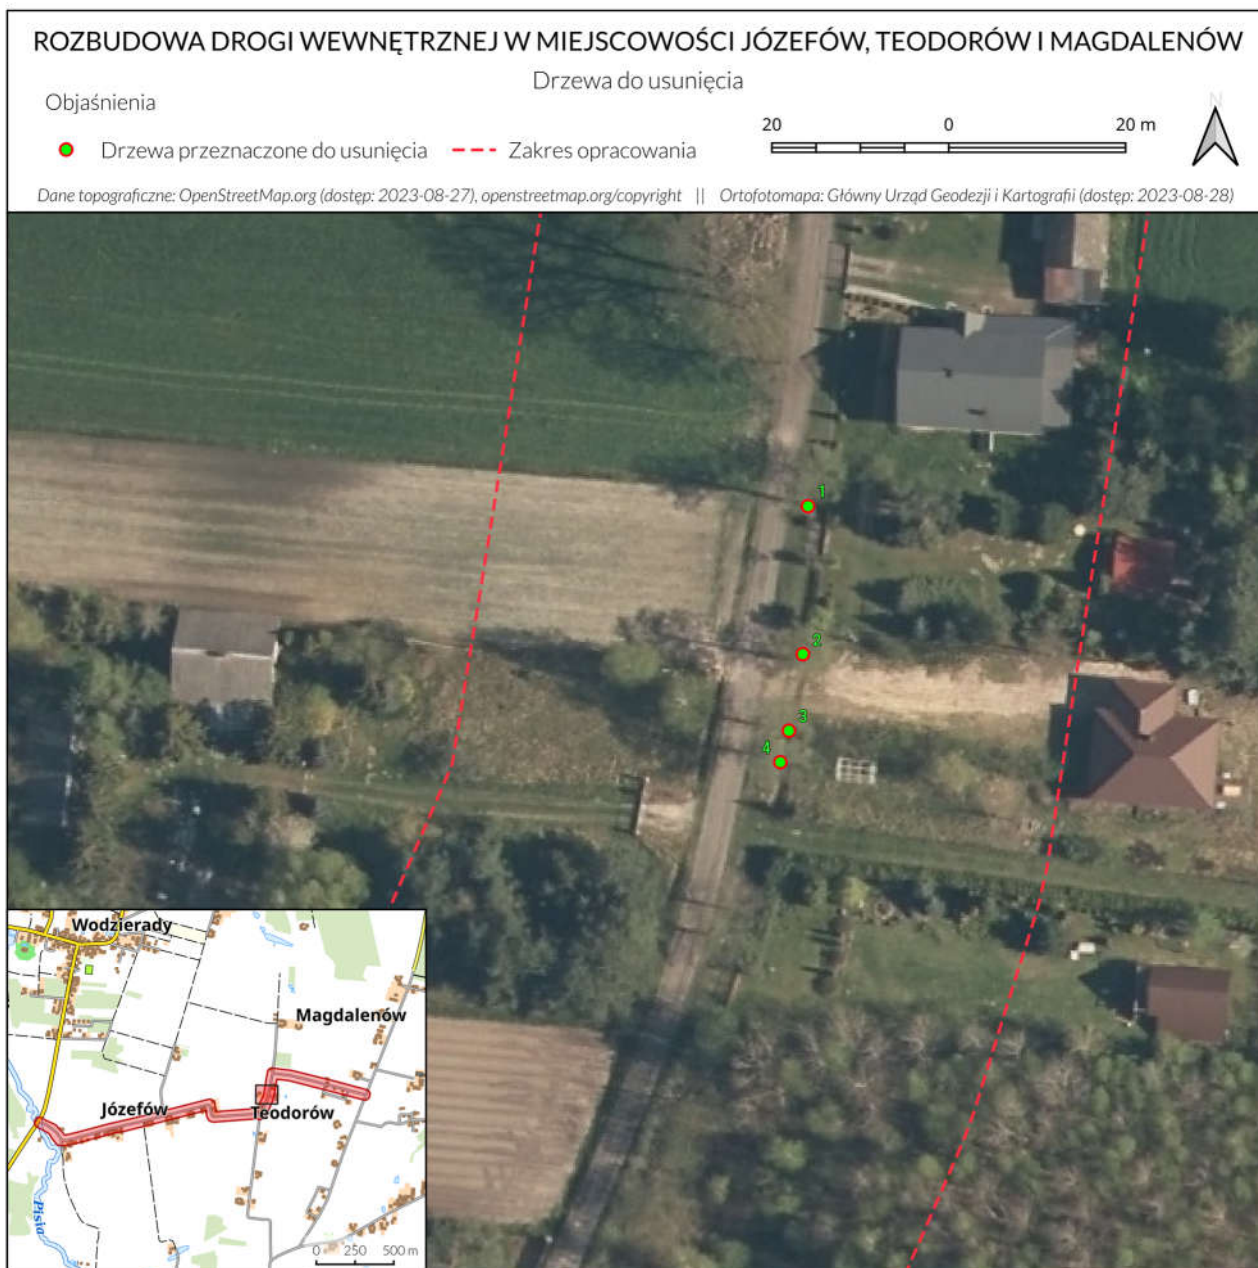 ROZBUDOWA DROGI WEWNĘTRZNEJ W MIEJSCOWOŚCI JÓZEFÓW, TEODORÓW I MAGDALENÓW
Drzewa do usunięcia
Objaśnienia
N
20 0 20 m
Drzewa przeznaczone do usunięcia
Zakres opracowania
Dane topograficzne: OpenStreetMap.org (dostęp: 2023-08-27), openstreetmap.org/copyright || Ortofotomapa: Główny Urząd Geodezji i Kartografii (dostęp: 2023-08-28)
1
2
3
4
Wodzierady
Magdalenów
Józefów
Teodorów
Pisia
0 250 500 m